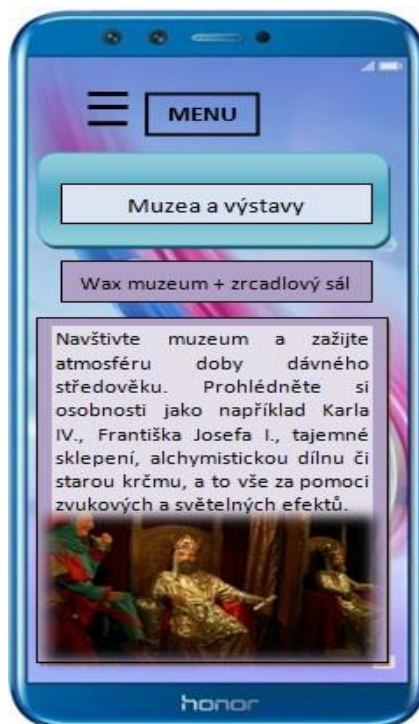 MENU
Muzea a výstavy
Wax muzeum + zrcadlový sál
Navštivte muzeum a zažijte
atmosféru doby dávného
středověku. Prohlédněte si
osobnosti jako například Karla
IV., Františka Josefa I., tajemné
sklepení, alchymistickou dílnu či
starou krčmu, a to vše za pomoci
zvukových a světelných efektů.
honor